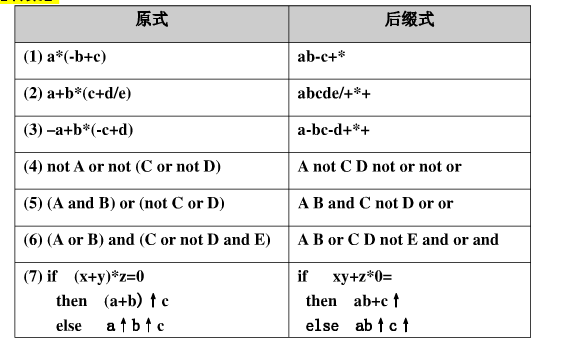 原式 后缀式
(1) a*(-b+c) ab-c+*
(2) a+b*(c+d/e) abcde/+*+
(3) –a+b*(-c+d) a-bc-d+*+
(4) not A or not (C or not D) A not C D not or not or
(5) (A and B) or (not C or D) A B and C not D or or
(6) (A or B) and (C or not D and E) A B or C D not E and or and
(7) if (x+y)*z=0 if xy+z*0=
then (a+b)↑c then ab+c↑
else a↑b↑c else ab↑c↑